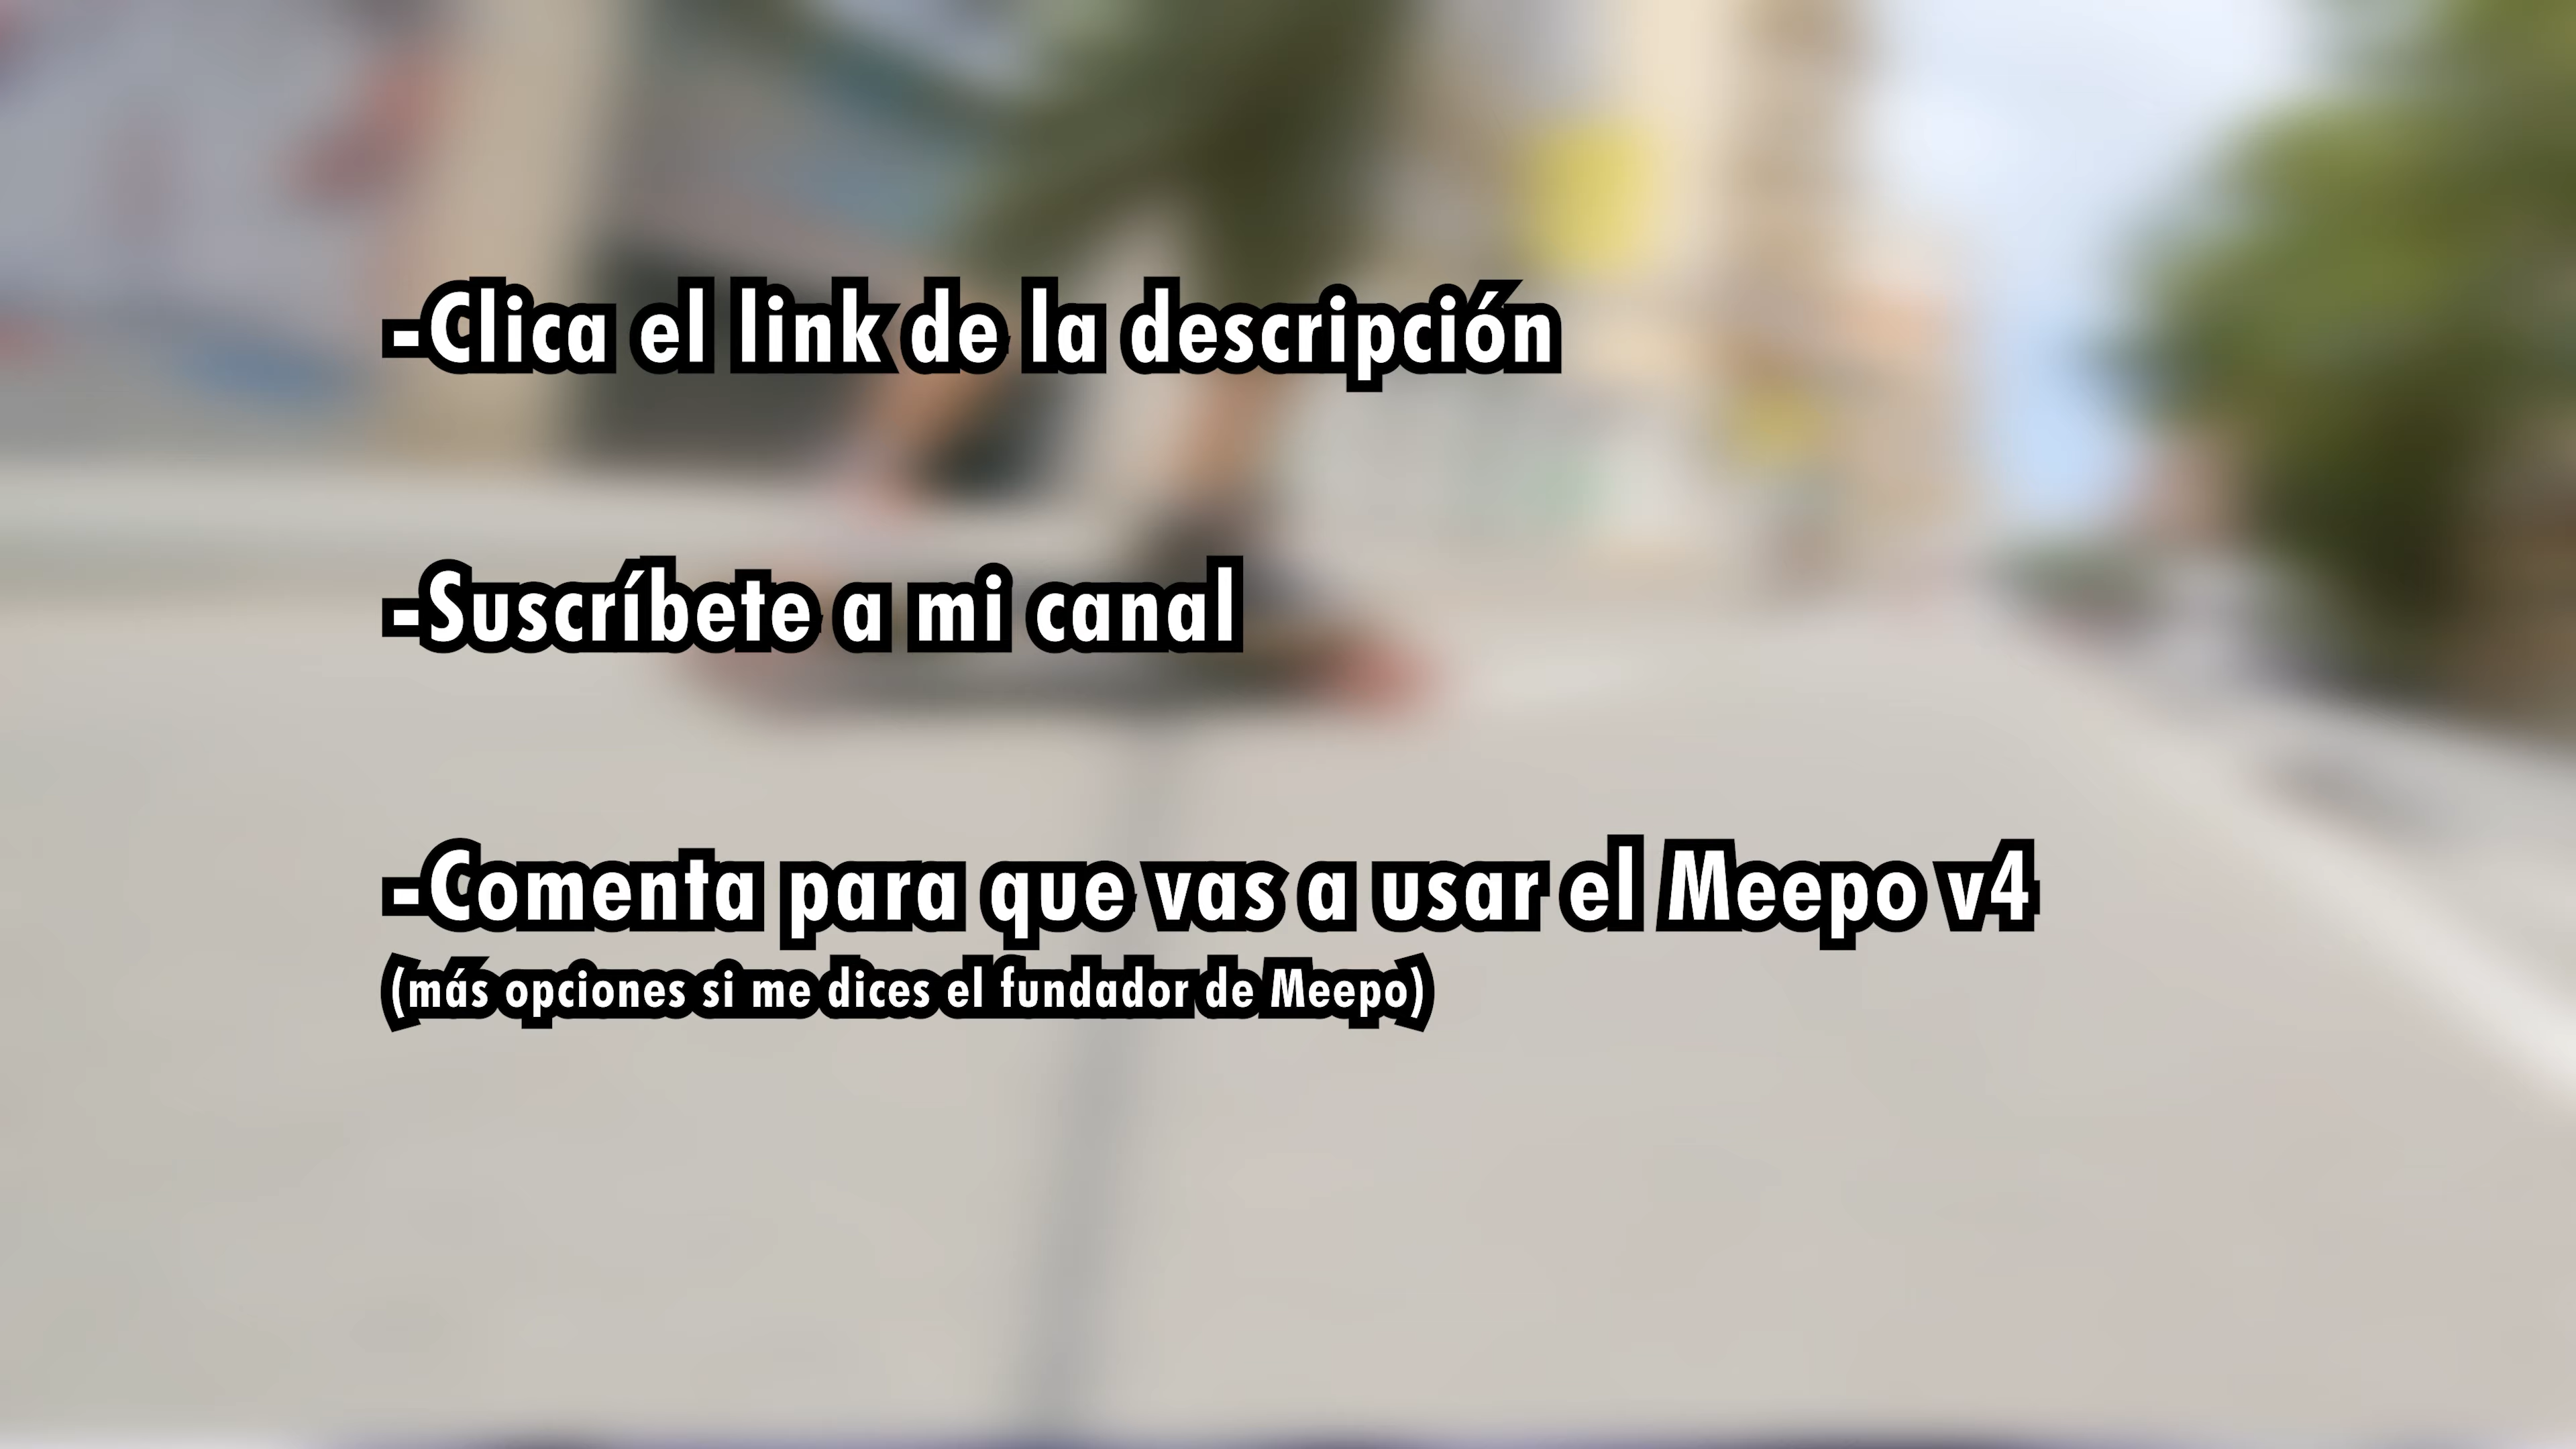 -Clica el link de la descripción
-Suscríbete a mi canal
-Comenta para que vas a usar el Meepo v4
(más opciones si me dices el fundador de Meepo)